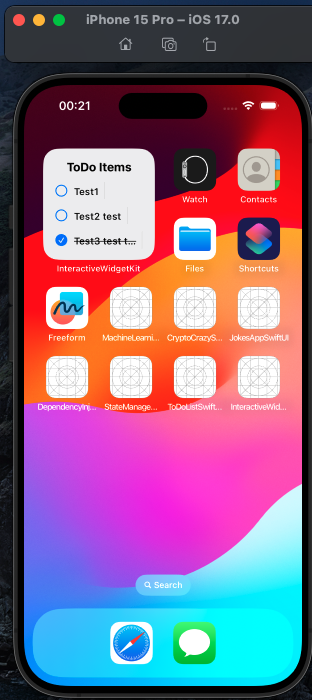 iPhone 15 Pro – iOS 17.0
00:21
ToDo Items
Test1
Test2 test
Test3 test t...
InteractiveWidgetKit
Watch
Contacts
Files
Shortcuts
Freeform
MachineLearni...
CryptoCrazyS...
JokesAppSwiftUI
DependencyInj...
StateManage...
ToDoListSwift...
InteractiveWid...
Search